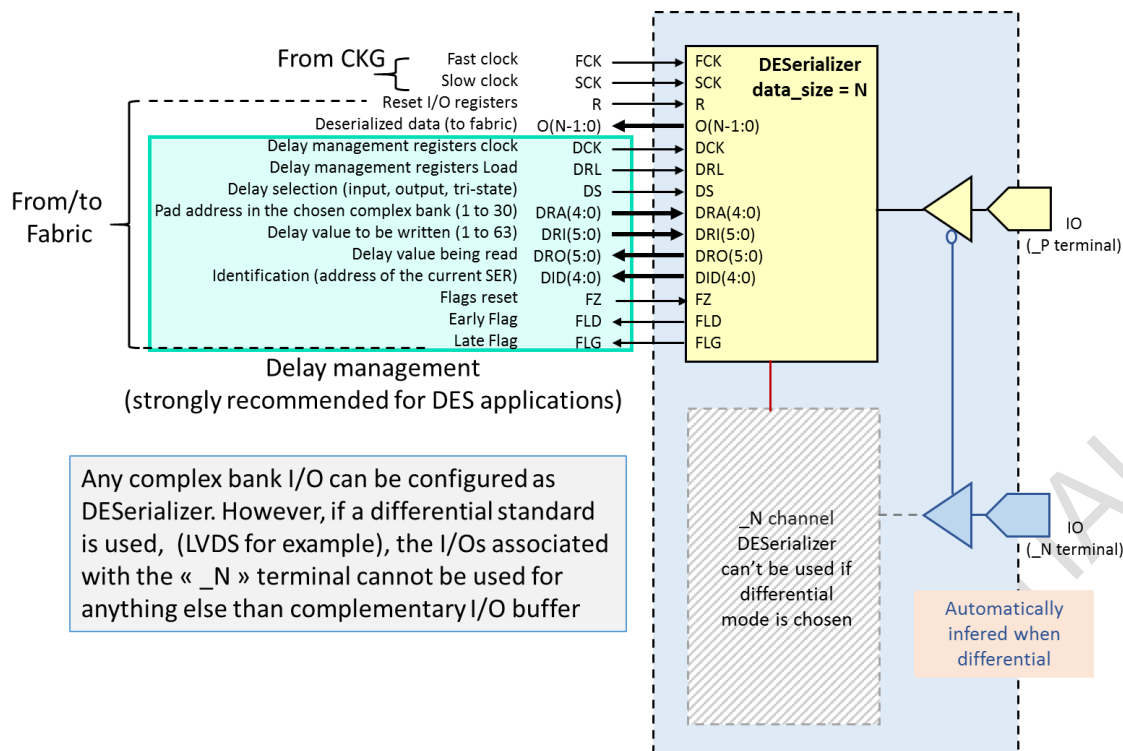 From CKG
Fast clock FCK FCK
Slow clock SCK SCK
Reset I/O registers R R
Deserialized data (to fabric) O(N-1:0) O(N-1:0)
Delay management registers clock DCK DCK
Delay management registers Load DRL DRL
Delay selection (input, output, tri-state) DS DS
Pad address in the chosen complex bank (1 to 30) DRA(4:0) DRA(4:0)
Delay value to be written (1 to 63) DRI(5:0) DRI(5:0)
Delay value being read DRO(5:0) DRO(5:0)
Identification (address of the current SER) DID(4:0) DID(4:0)
Flags reset FZ FZ
Early Flag FLD FLD
Late Flag FLG FLG
From/to
Fabric
DESerializer
data_size = N
IO
(_P terminal)
Delay management
(strongly recommended for DES applications)
Any complex bank I/O can be configured as
DESerializer. However, if a differential standard
is used, (LVDS for example), the I/Os associated
with the « _N » terminal cannot be used for
anything else than complementary I/O buffer
_N channel
DESerializer
can't be used if
differential
mode is chosen
IO
(_N terminal)
Automatically
infered when
differential